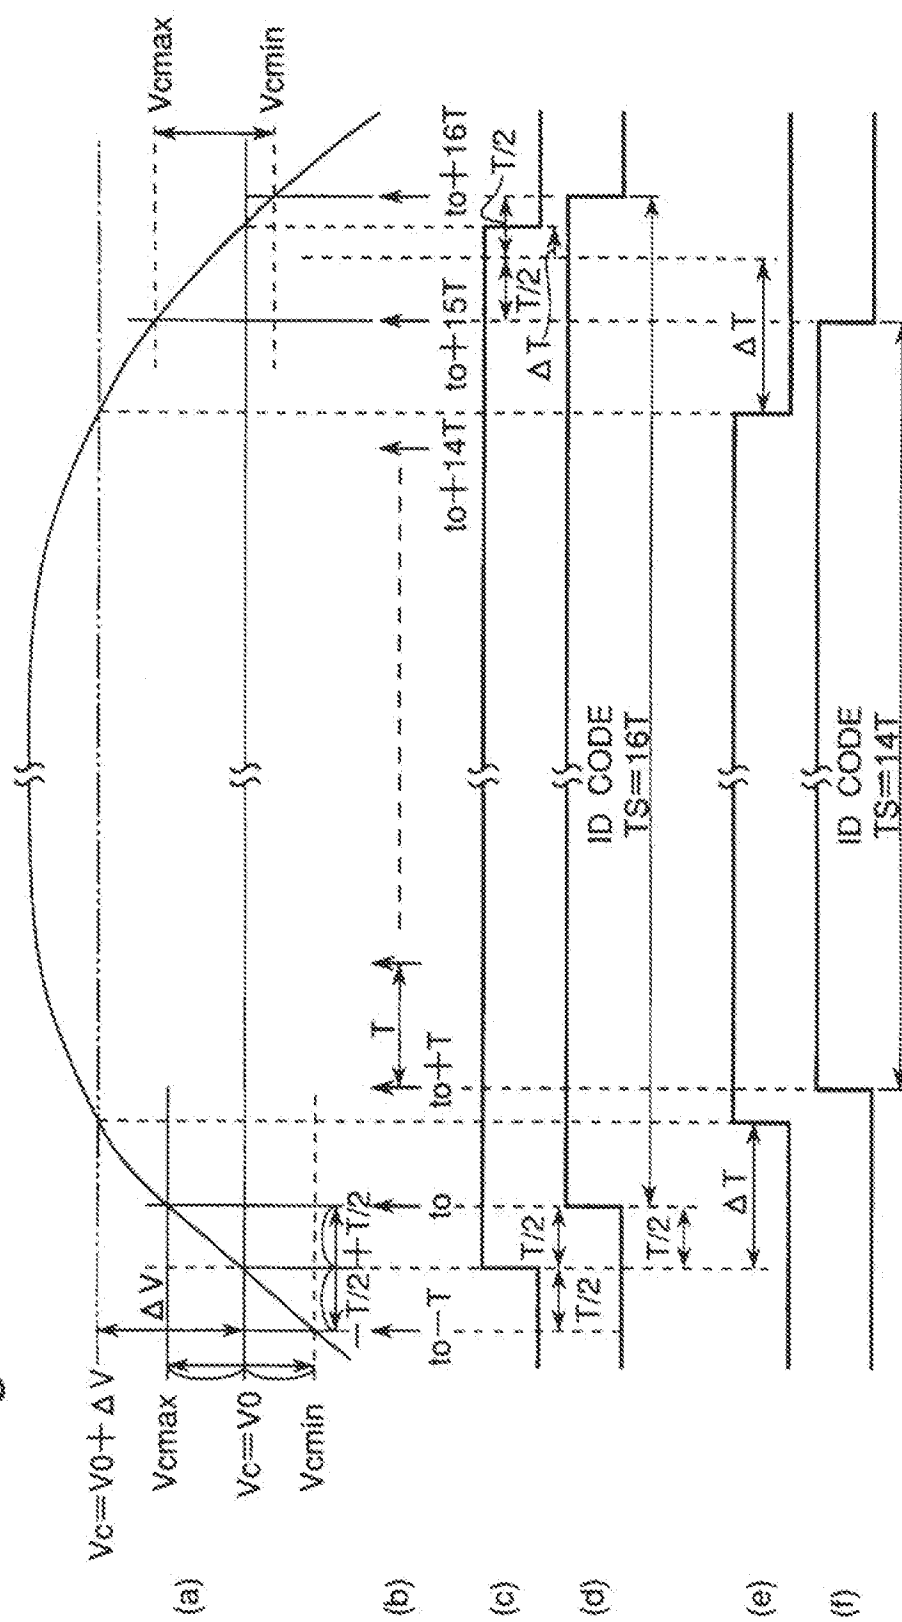 Vc=V0+ΔV
Vcmax
Vc=V0
Vcmin
ΔV
Vcmax
Vcmin
(a)
−T/2
+T/2
(b)
to−T
to
to+T
T
to+14T
to+15T
to+16T
(c)
T/2
T/2
T/2
T/2
ΔT
(d)
T/2
ID CODE
TS=16T
(e)
ΔT
ΔT
(f)
ID CODE
TS=14T